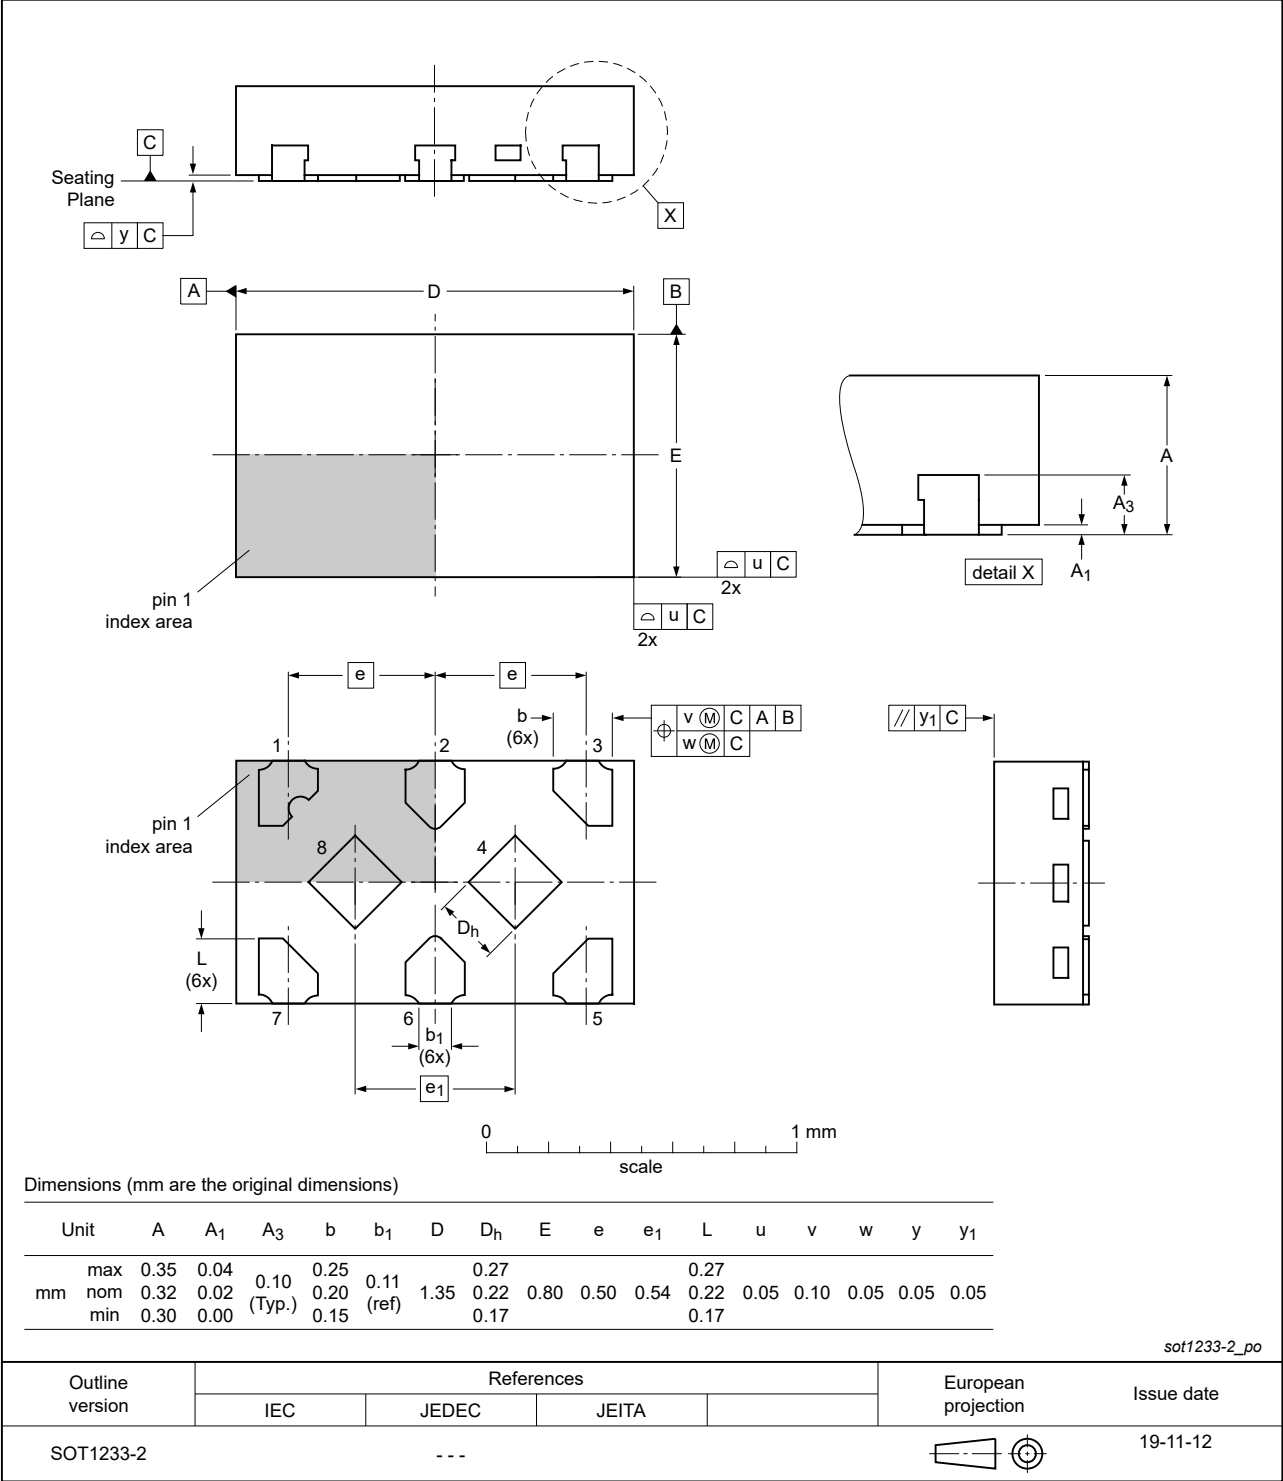 C
Seating
Plane
y C
X
A
D
B
E
A
A3
pin 1
index area
u C
2x
u C
2x
detail X
A1
e
e
b
(6x)
v M C A B
w M C
// y1 C
1
2
3
pin 1
index area
8
4
Dh
L
(6x)
7
6
5
b1
(6x)
e1
0
1 mm
scale
Dimensions (mm are the original dimensions)
Unit A A1 A3 b b1 D Dh E e e1 L u v w y y1
max 0.35 0.04 0.25 0.27 0.27
mm nom 0.32 0.02 0.10 (Typ.) 0.20 0.11 (ref) 1.35 0.22 0.80 0.50 0.54 0.22 0.05 0.10 0.05 0.05 0.05
min 0.30 0.00 0.15 0.17 0.17
sot1233-2_po
Outline
version
References
IEC JEDEC JEITA
European
projection
Issue date
SOT1233-2
- - -
19-11-12